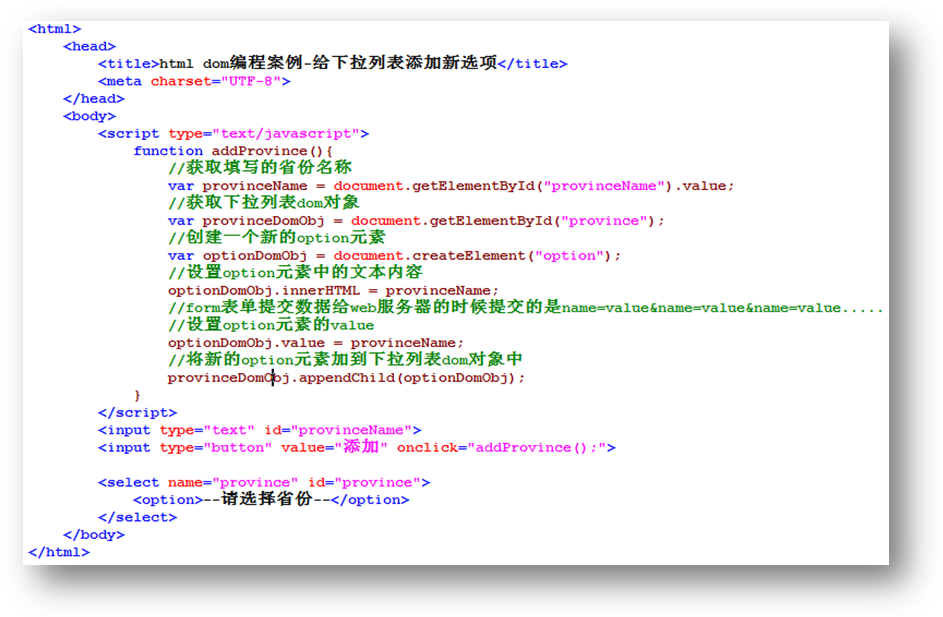 <html>
<head>
<title>html dom编程案例-给下拉列表添加新选项</title>
<meta charset="UTF-8">
</head>
<body>
<script type="text/javascript">
function addProvince(){
//获取填写的省份名称
var provinceName = document.getElementById("provinceName").value;
//获取下拉列表dom对象
var provinceDomObj = document.getElementById("province");
//创建一个新的option元素
var optionDomObj = document.createElement("option");
//设置option元素中的文本内容
optionDomObj.innerHTML = provinceName;
//form表单提交数据给web服务器的时候提交的是name=value&name=value&name=value.....
//设置option元素的value
optionDomObj.value = provinceName;
//将新的option元素加到下拉列表dom对象中
provinceDomObj.appendChild(optionDomObj);
}
</script>
<input type="text" id="provinceName">
<input type="button" value="添加" onclick="addProvince();">
<select name="province" id="province">
<option>--请选择省份--</option>
</select>
</body>
</html>